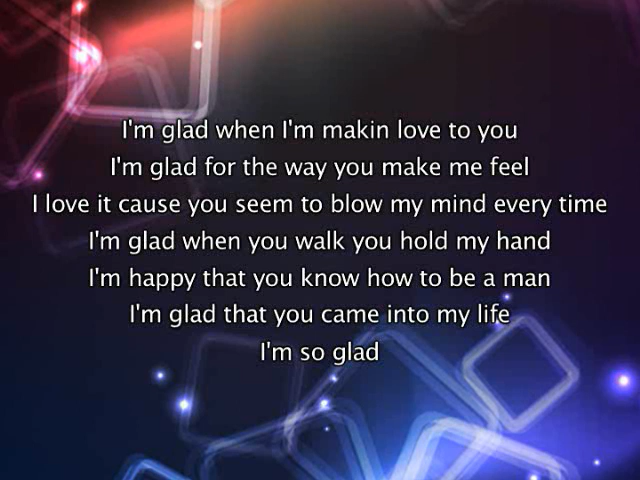 I'm glad when I'm makin love to you
I'm glad for the way you make me feel
I love it cause you seem to blow my mind every time
I'm glad when you walk you hold my hand
I'm happy that you know how to be a man
I'm glad that you came into my life
I'm so glad